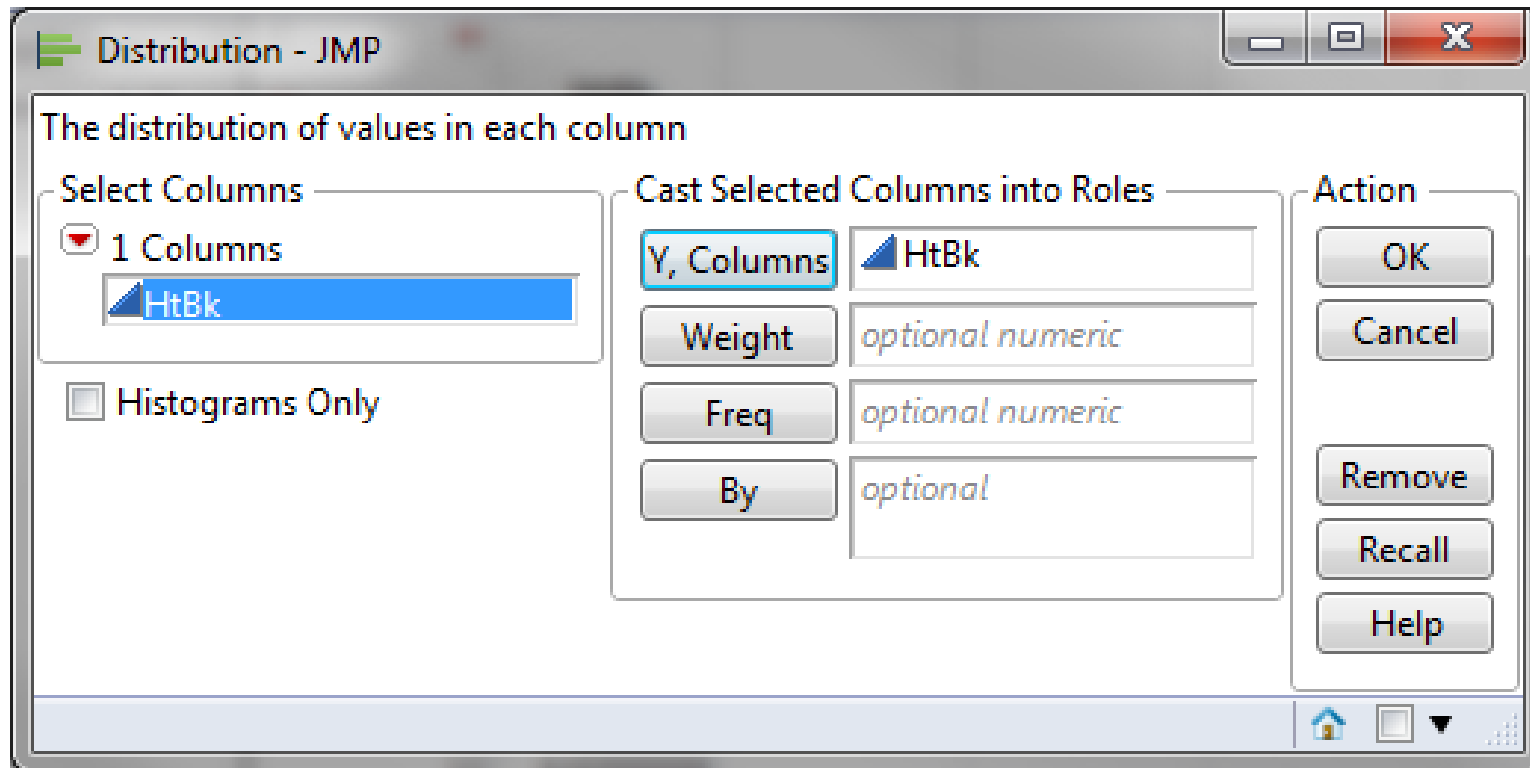 Distribution - JMP
The distribution of values in each column
Select Columns
1 Columns
HtBk
Histograms Only
Cast Selected Columns into Roles
Y, Columns
HtBk
Weight
optional numeric
Freq
optional numeric
By
optional
Action
OK
Cancel
Remove
Recall
Help